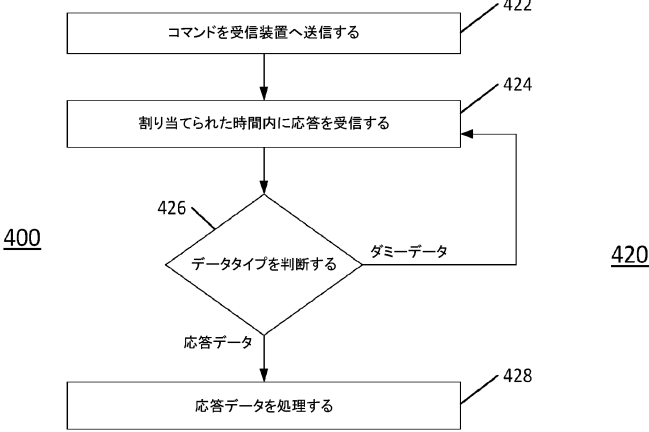 422
コマンドを受信装置へ送信する
424
割り当てられた時間内に応答を受信する
426
データタイプを判断する
ダミーデータ
400
420
応答データ
428
応答データを処理する